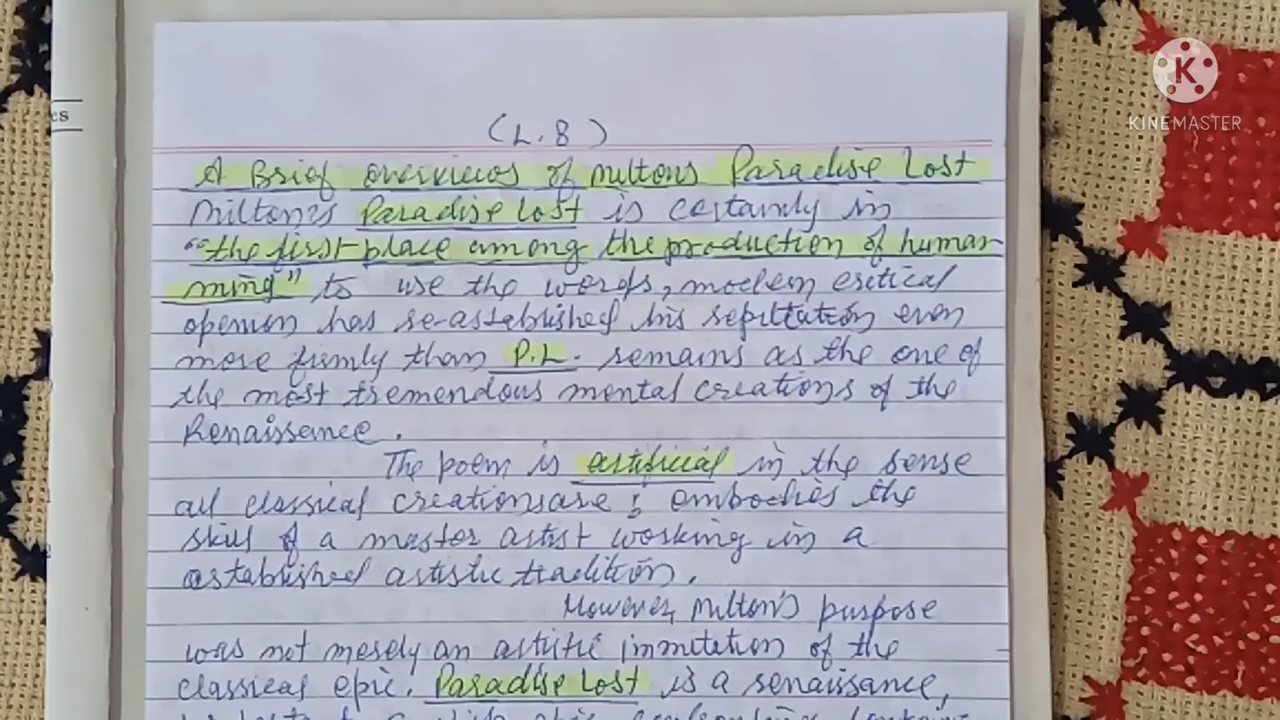 es
K
KINEMASTER
(L.8)
A Brief overviews of Miltons Paradise Lost
Milton's Paradise Lost is certainly in
"the first place among the production of human
mind" to use the words, modern critical
openion has re-established his reputation even
more firmly than P.L. remains as the one of
the most tremendous mental creations of the
Renaissance.
The poem is artificial in the sense
all classical creations are; embodies the
skill of a master artist working in a
established artistic tradition.
However, Milton's purpose
was not merely an artistic immitation of the
classical epic. Paradise Lost is a renaissance,